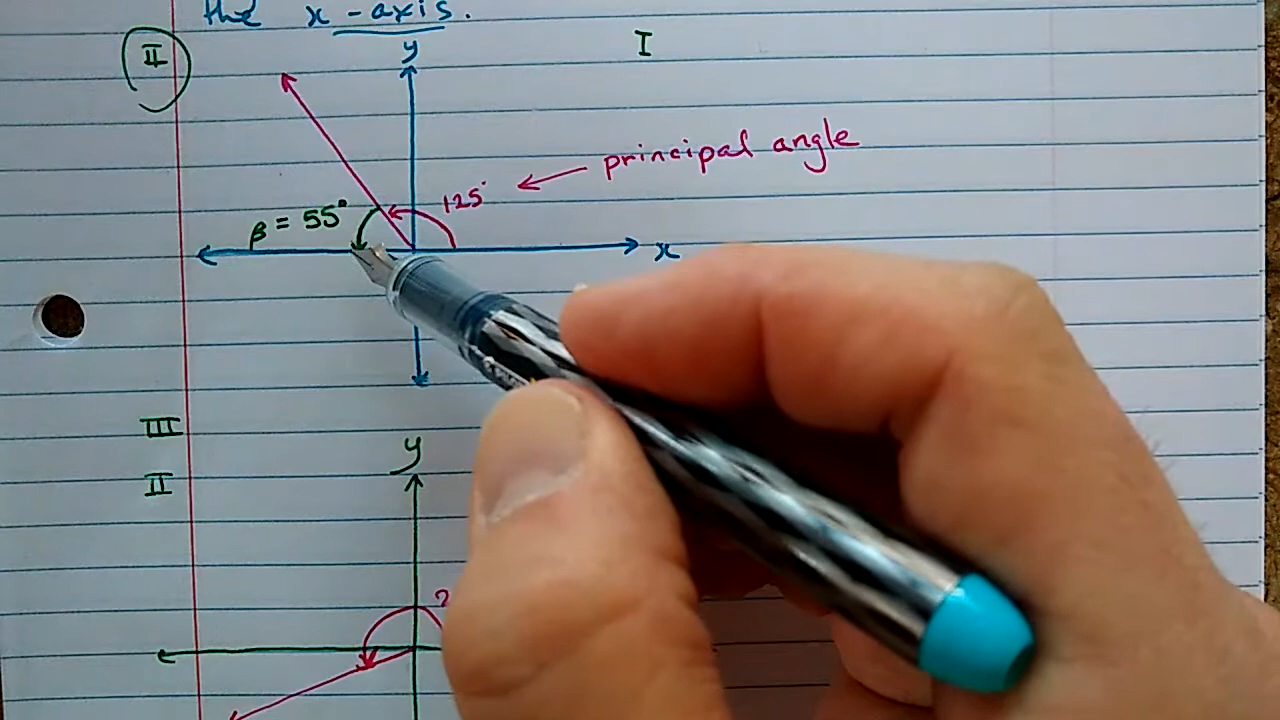 the x-axis.
II
y
I
principal angle
125°
β = 55°
x
III
y
II